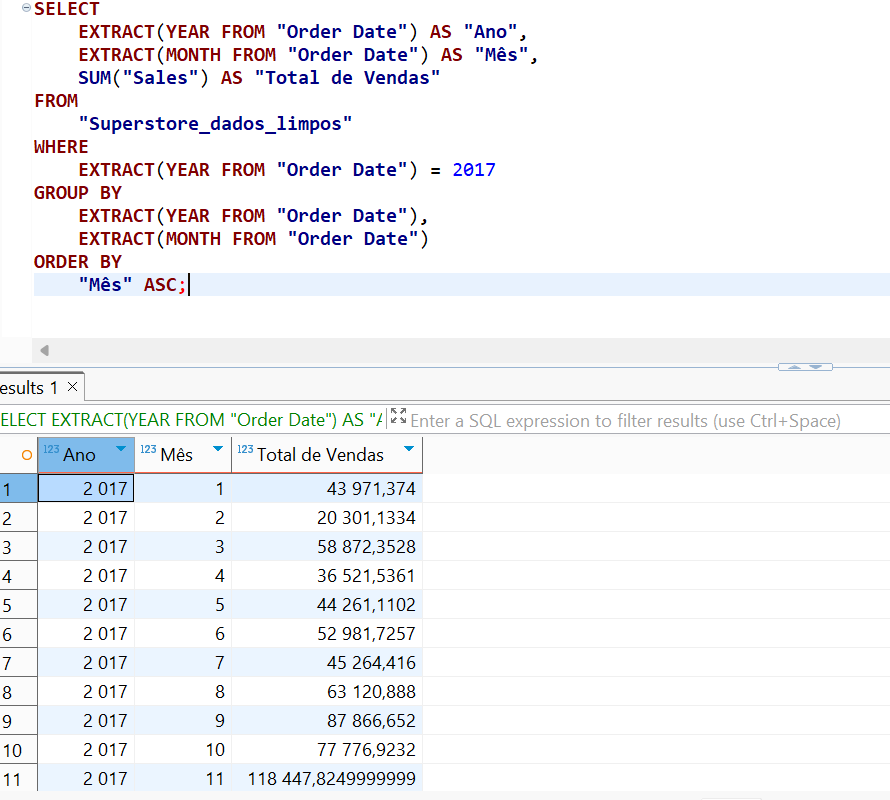 SELECT
EXTRACT(YEAR FROM "Order Date") AS "Ano",
EXTRACT(MONTH FROM "Order Date") AS "Mês",
SUM("Sales") AS "Total de Vendas"
FROM
"Superstore_dados_limpos"
WHERE
EXTRACT(YEAR FROM "Order Date") = 2017
GROUP BY
EXTRACT(YEAR FROM "Order Date"),
EXTRACT(MONTH FROM "Order Date")
ORDER BY
"Mês" ASC;
esults 1
ELECT EXTRACT(YEAR FROM "Order Date") AS "A Enter a SQL expression to filter results (use Ctrl+Space)
123 Ano 123 Mês 123 Total de Vendas
1 2 017 1 43 971,374
2 2 017 2 20 301,1334
3 2 017 3 58 872,3528
4 2 017 4 36 521,5361
5 2 017 5 44 261,1102
6 2 017 6 52 981,7257
7 2 017 7 45 264,416
8 2 017 8 63 120,888
9 2 017 9 87 866,652
10 2 017 10 77 776,9232
11 2 017 11 118 447,8249999999